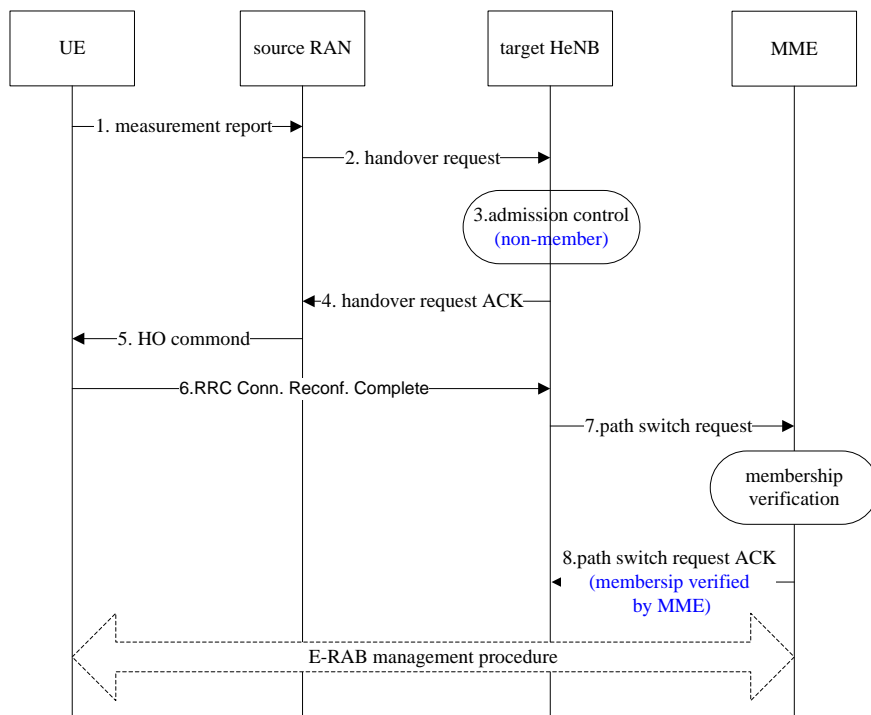 UE
source RAN
target HeNB
MME
1. measurement report
2. handover request
3.admission control
(non-member)
4. handover request ACK
5. HO commond
6.RRC Conn. Reconf. Complete
7.path switch request
membership
verification
8.path switch request ACK
(membersip verified
by MME)
E-RAB management procedure